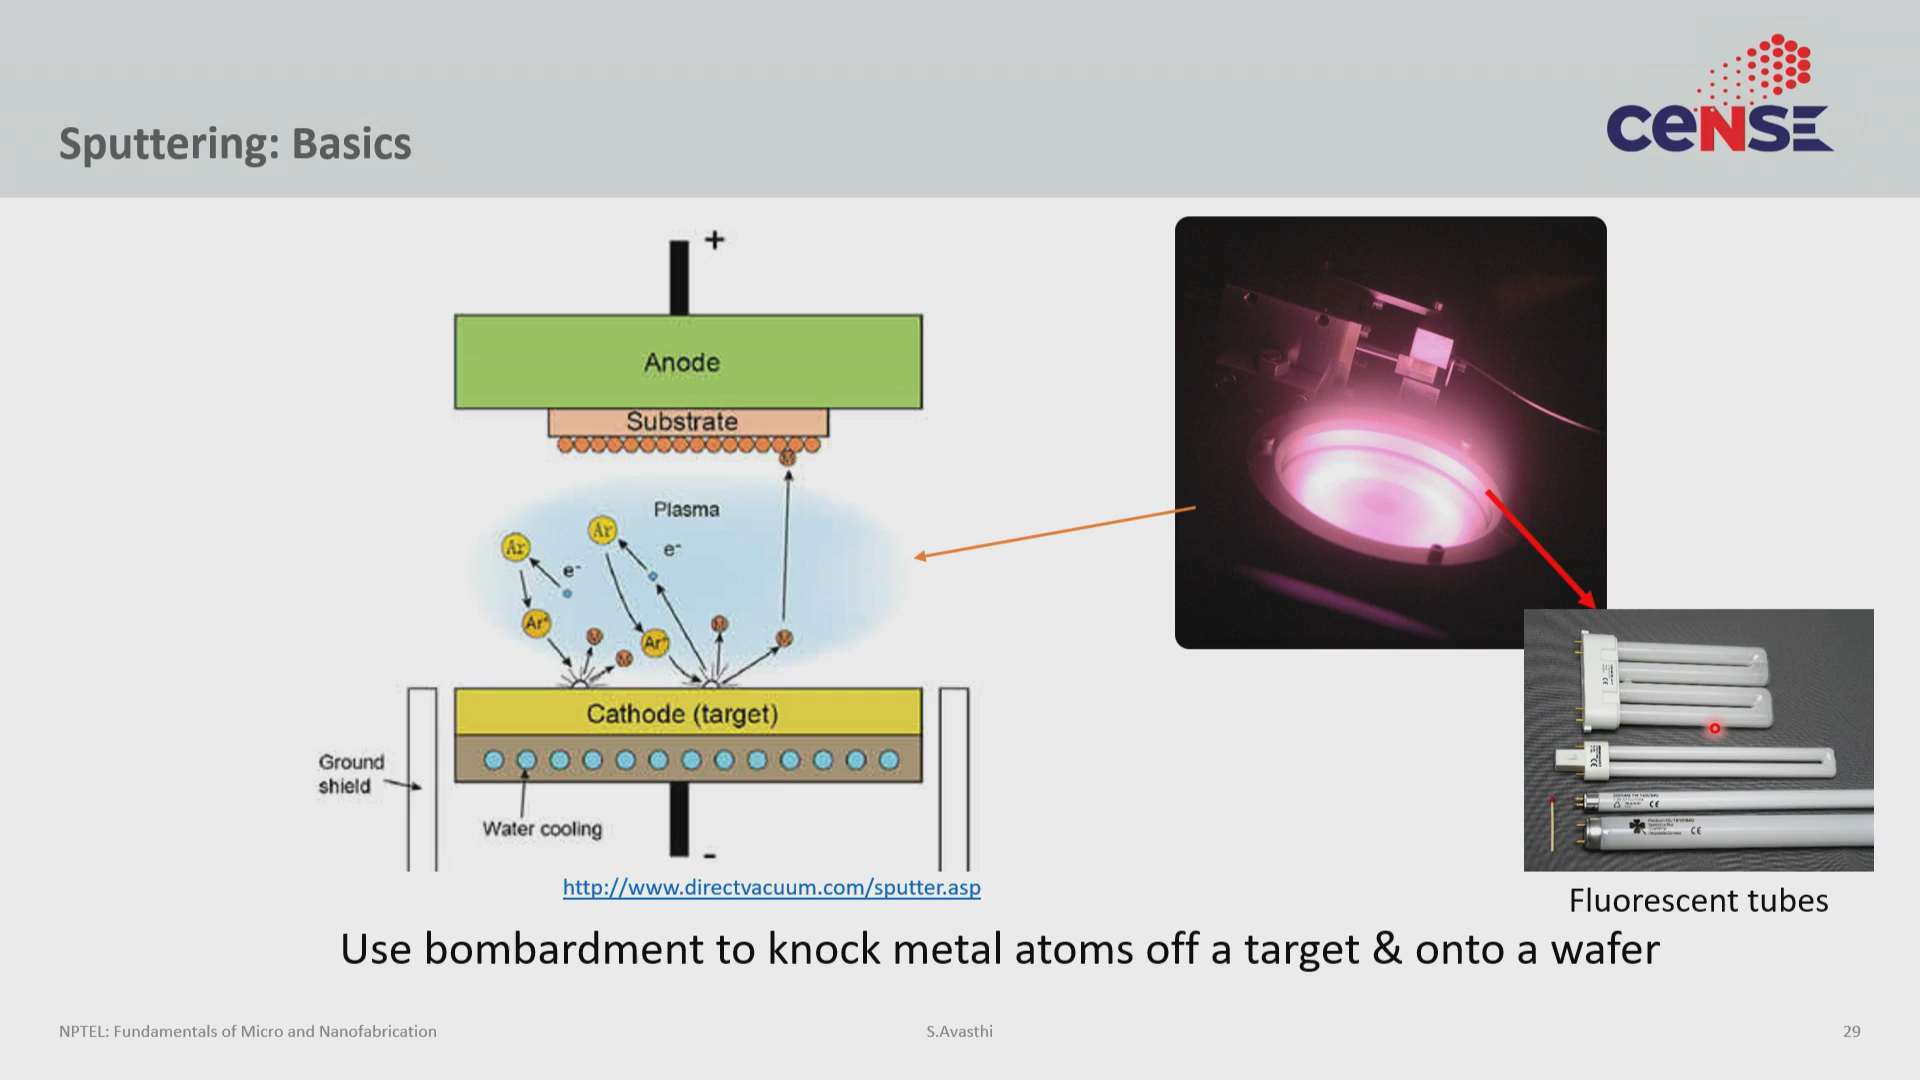 Sputtering: Basics
CeNSE
+
Anode
Substrate
M
Plasma
Ar
Ar
e⁻
e⁻
Ar⁺
Ar⁺
M
M
M
M
Cathode (target)
Ground
shield
Water cooling
-
http://www.directvacuum.com/sputter.asp
CE
CE
Fluorescent tubes
Use bombardment to knock metal atoms off a target & onto a wafer
NPTEL: Fundamentals of Micro and Nanofabrication
S.Avasthi
29